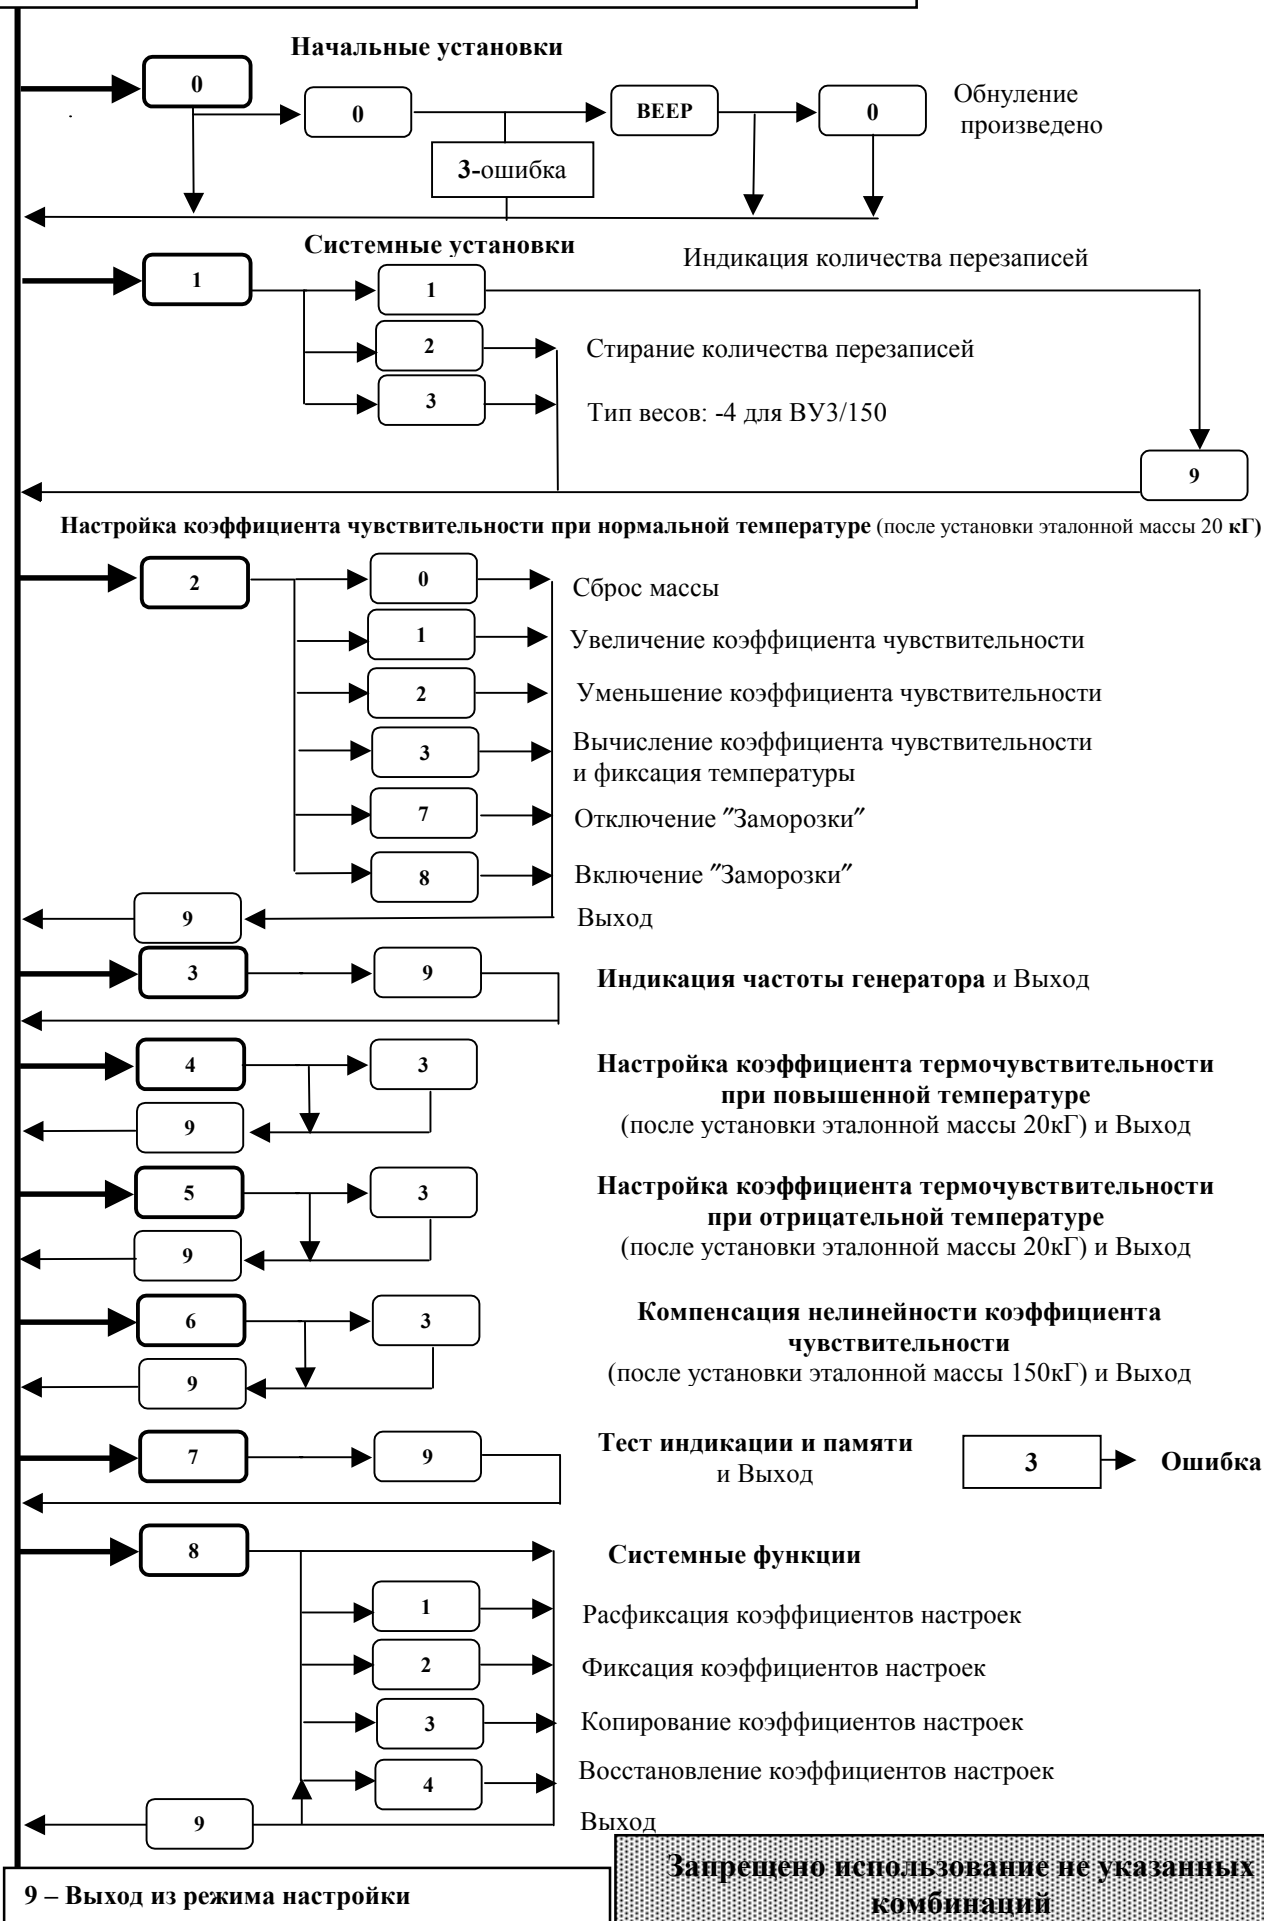 Начальные установки
0
0
BEEP
0
Обнуление
произведено
3-ошибка
Системные установки
Индикация количества перезаписей
1
1
2
Стирание количества перезаписей
3
Тип весов: -4 для ВУ3/150
9
Настройка коэффициента чувствительности при нормальной температуре (после установки эталонной массы 20 кГ)
2
0
Сброс массы
1
Увеличение коэффициента чувствительности
2
Уменьшение коэффициента чувствительности
3
Вычисление коэффициента чувствительности
и фиксация температуры
7
Отключение "Заморозки"
8
Включение "Заморозки"
9
Выход
3
9
Индикация частоты генератора и Выход
4
3
9
Настройка коэффициента термочувствительности
при повышенной температуре
(после установки эталонной массы 20кГ) и Выход
5
3
9
Настройка коэффициента термочувствительности
при отрицательной температуре
(после установки эталонной массы 20кГ) и Выход
6
3
9
Компенсация нелинейности коэффициента
чувствительности
(после установки эталонной массы 150кГ) и Выход
7
9
Тест индикации и памяти
и Выход
3
Ошибка
8
Системные функции
1
Расфиксация коэффициентов настроек
2
Фиксация коэффициентов настроек
3
Копирование коэффициентов настроек
4
Восстановление коэффициентов настроек
9
Выход
9 – Выход из режима настройки
Запрещено использование не указанных
комбинаций